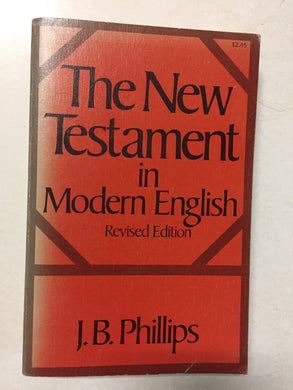 $2.45
The New
Testament
in
Modern English
Revised Edition
J.B. Phillips